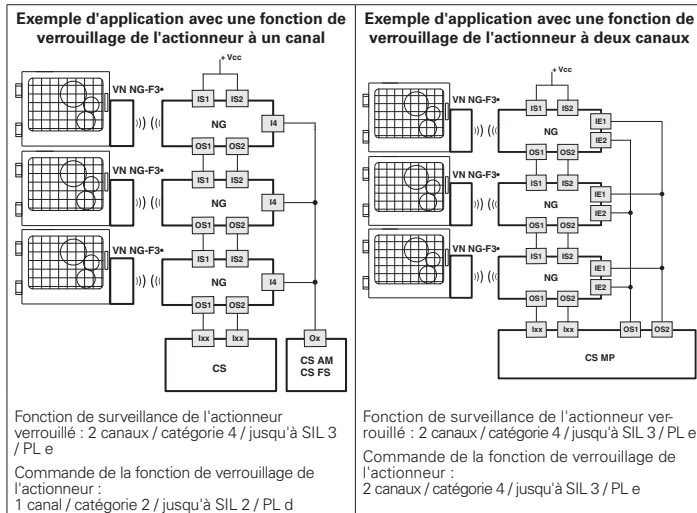 Exemple d'application avec une fonction de
verrouillage de l'actionneur à un canal
+ Vcc
VN NG-F3•
IS1
IS2
NG
I4
OS1
OS2
VN NG-F3•
IS1
IS2
NG
I4
OS1
OS2
VN NG-F3•
IS1
IS2
NG
I4
OS1
OS2
Ixx
Ixx
Ox
CS
CS AM
CS FS
Fonction de surveillance de l'actionneur
verrouillé : 2 canaux / catégorie 4 / jusqu'à SIL 3
/ PL e
Commande de la fonction de verrouillage de
l'actionneur :
1 canal / catégorie 2 / jusqu'à SIL 2 / PL d
Exemple d'application avec une fonction de
verrouillage de l'actionneur à deux canaux
+ Vcc
VN NG-F3•
IS1
IS2
IE1
NG
IE2
OS1
OS2
VN NG-F3•
IS1
IS2
IE1
NG
IE2
OS1
OS2
VN NG-F3•
IS1
IS2
IE1
NG
IE2
OS1
OS2
Ixx
Ixx
OS1
OS2
CS MP
Fonction de surveillance de l'actionneur ver-
rouillé : 2 canaux / catégorie 4 / jusqu'à SIL 3 / PL e
Commande de la fonction de verrouillage de
l'actionneur :
2 canaux / catégorie 4 / jusqu'à SIL 3 / PL e